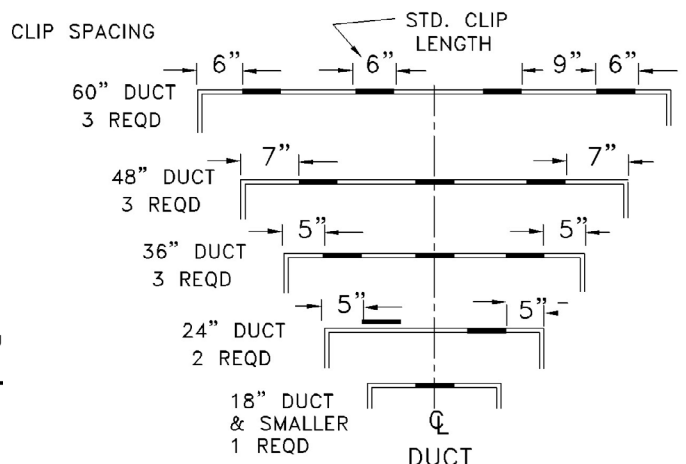 CLIP SPACING
STD. CLIP
LENGTH
6" 6" 9" 6"
60" DUCT
3 REQD
7" 7"
48" DUCT
3 REQD
5" 5"
36" DUCT
3 REQD
5" 5"
24" DUCT
2 REQD
18" DUCT
& SMALLER
1 REQD
℄
DUCT